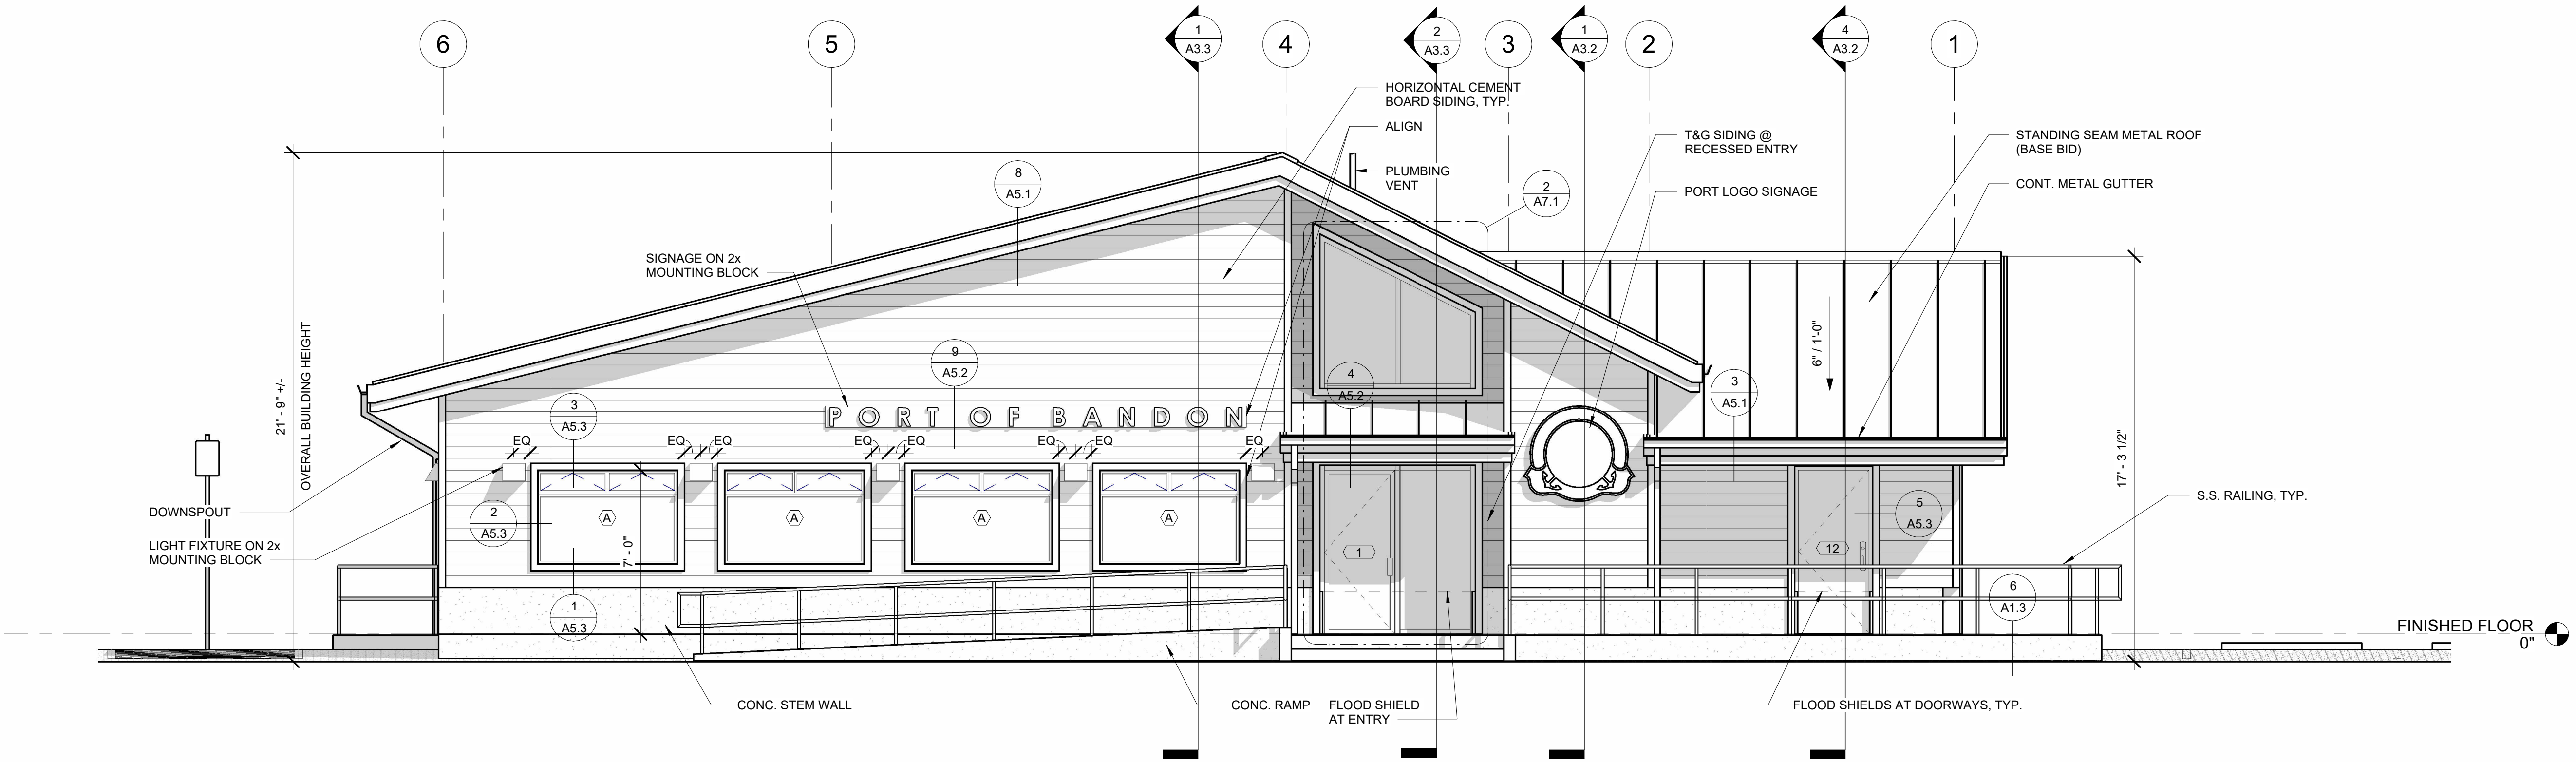 6
5
1
A3.3
4
2
A3.3
3
1
A3.2
2
4
A3.2
1
HORIZONTAL CEMENT
BOARD SIDING, TYP.
ALIGN
PLUMBING
VENT
T&G SIDING @
RECESSED ENTRY
PORT LOGO SIGNAGE
STANDING SEAM METAL ROOF
(BASE BID)
CONT. METAL GUTTER
8
A5.1
2
A7.1
SIGNAGE ON 2x
MOUNTING BLOCK
21' - 9" +/-
OVERALL BUILDING HEIGHT
6" / 1'-0"
9
A5.2
4
A5.2
3
A5.1
3
A5.3
PORT OF BANDON
EQ
EQ
EQ
EQ
EQ
EQ
EQ
EQ
17' - 3 1/2"
DOWNSPOUT
LIGHT FIXTURE ON 2x
MOUNTING BLOCK
2
A5.3
A
A
A
A
7' - 0"
1
12
5
A5.3
S.S. RAILING, TYP.
1
A5.3
6
A1.3
FINISHED FLOOR
0"
CONC. STEM WALL
CONC. RAMP
FLOOD SHIELD
AT ENTRY
FLOOD SHIELDS AT DOORWAYS, TYP.